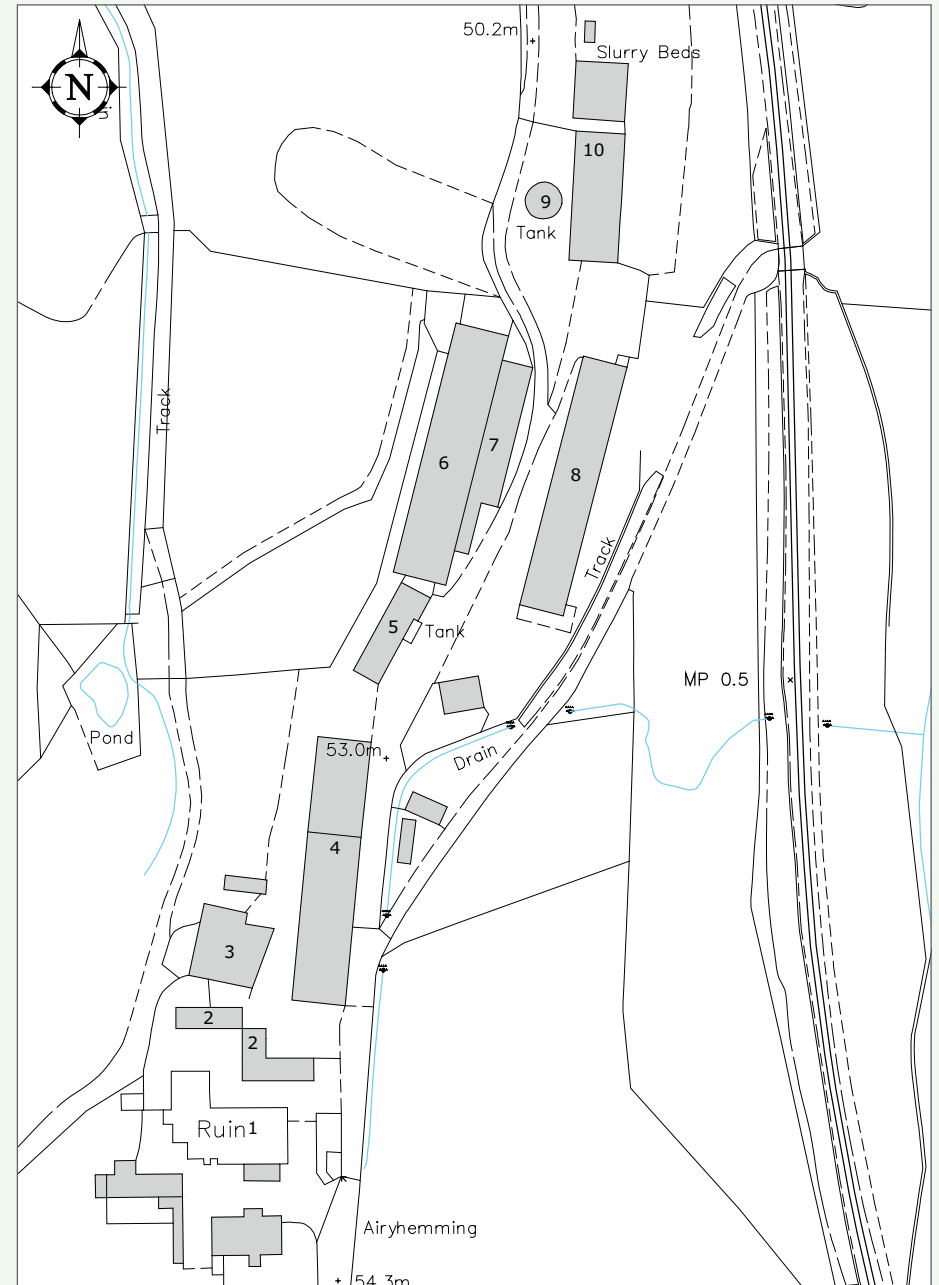 50.2m
Slurry Beds
N
10
9
Tank
Track
7
6
8
Track
5
Tank
MP 0.5
Pond
53.0m
Drain
4
3
2
2
Ruin1
Airyhemming
54.3m